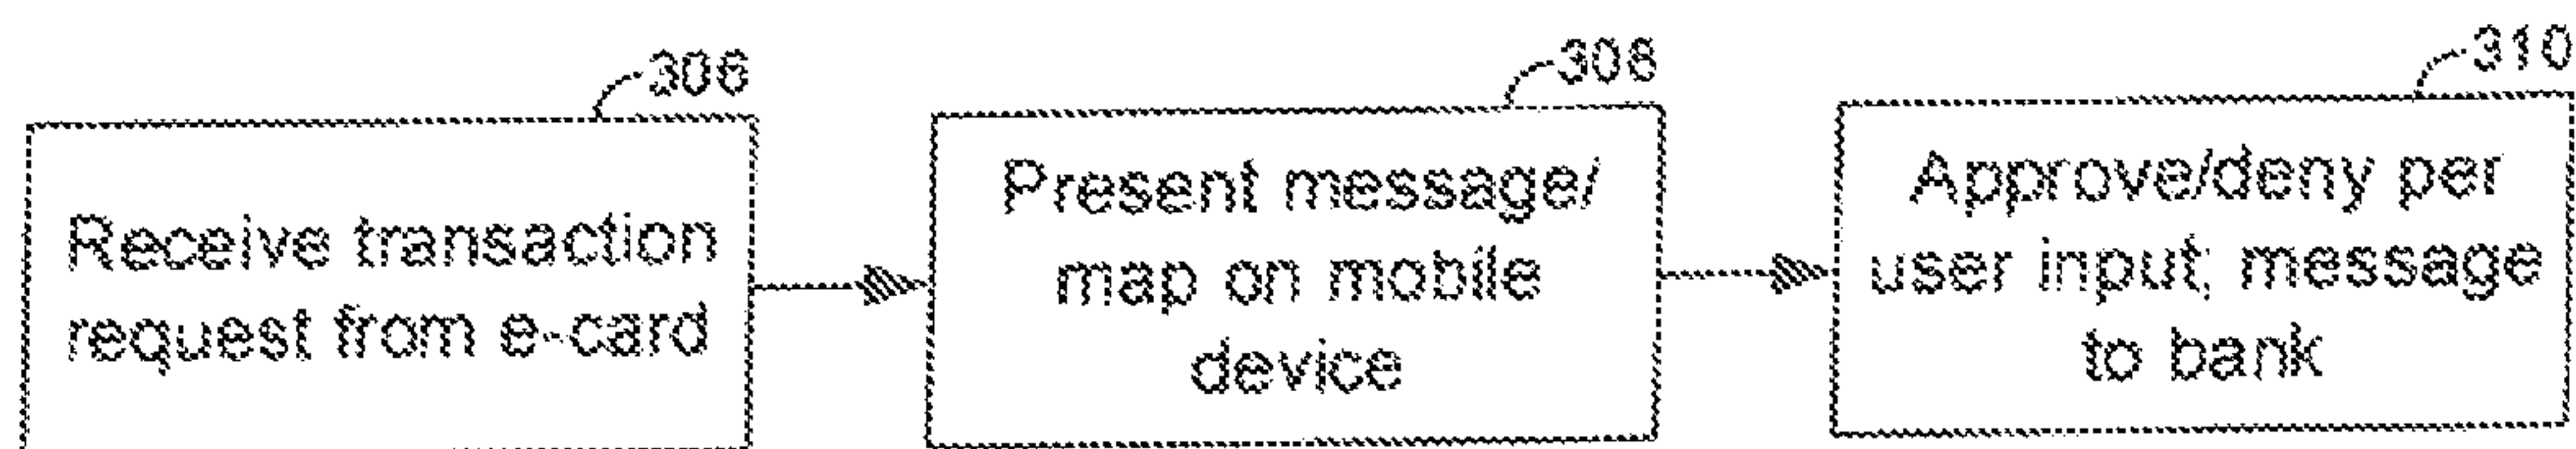 306
308
310
Receive transaction
request from e-card
Present message/
map on mobile
device
Approve/deny per
user input; message
to bank